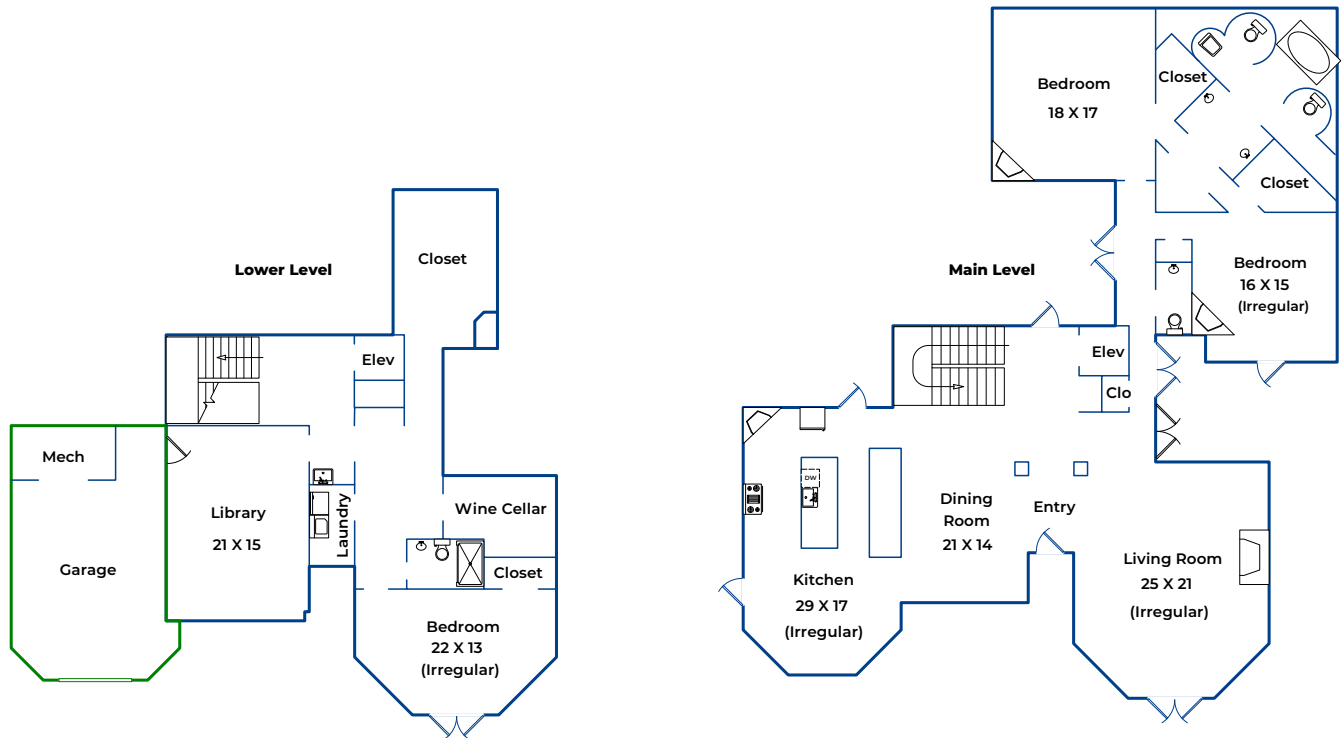 Lower Level
Closet
Elev
Mech
Garage
Library
21 X 15
Laundry
Wine Cellar
Closet
Bedroom
22 X 13
(Irregular)
Main Level
Bedroom
18 X 17
Closet
Closet
Bedroom
16 X 15
(Irregular)
Elev
Clo
DW
Dining
Room
21 X 14
Entry
Kitchen
29 X 17
(Irregular)
Living Room
25 X 21
(Irregular)